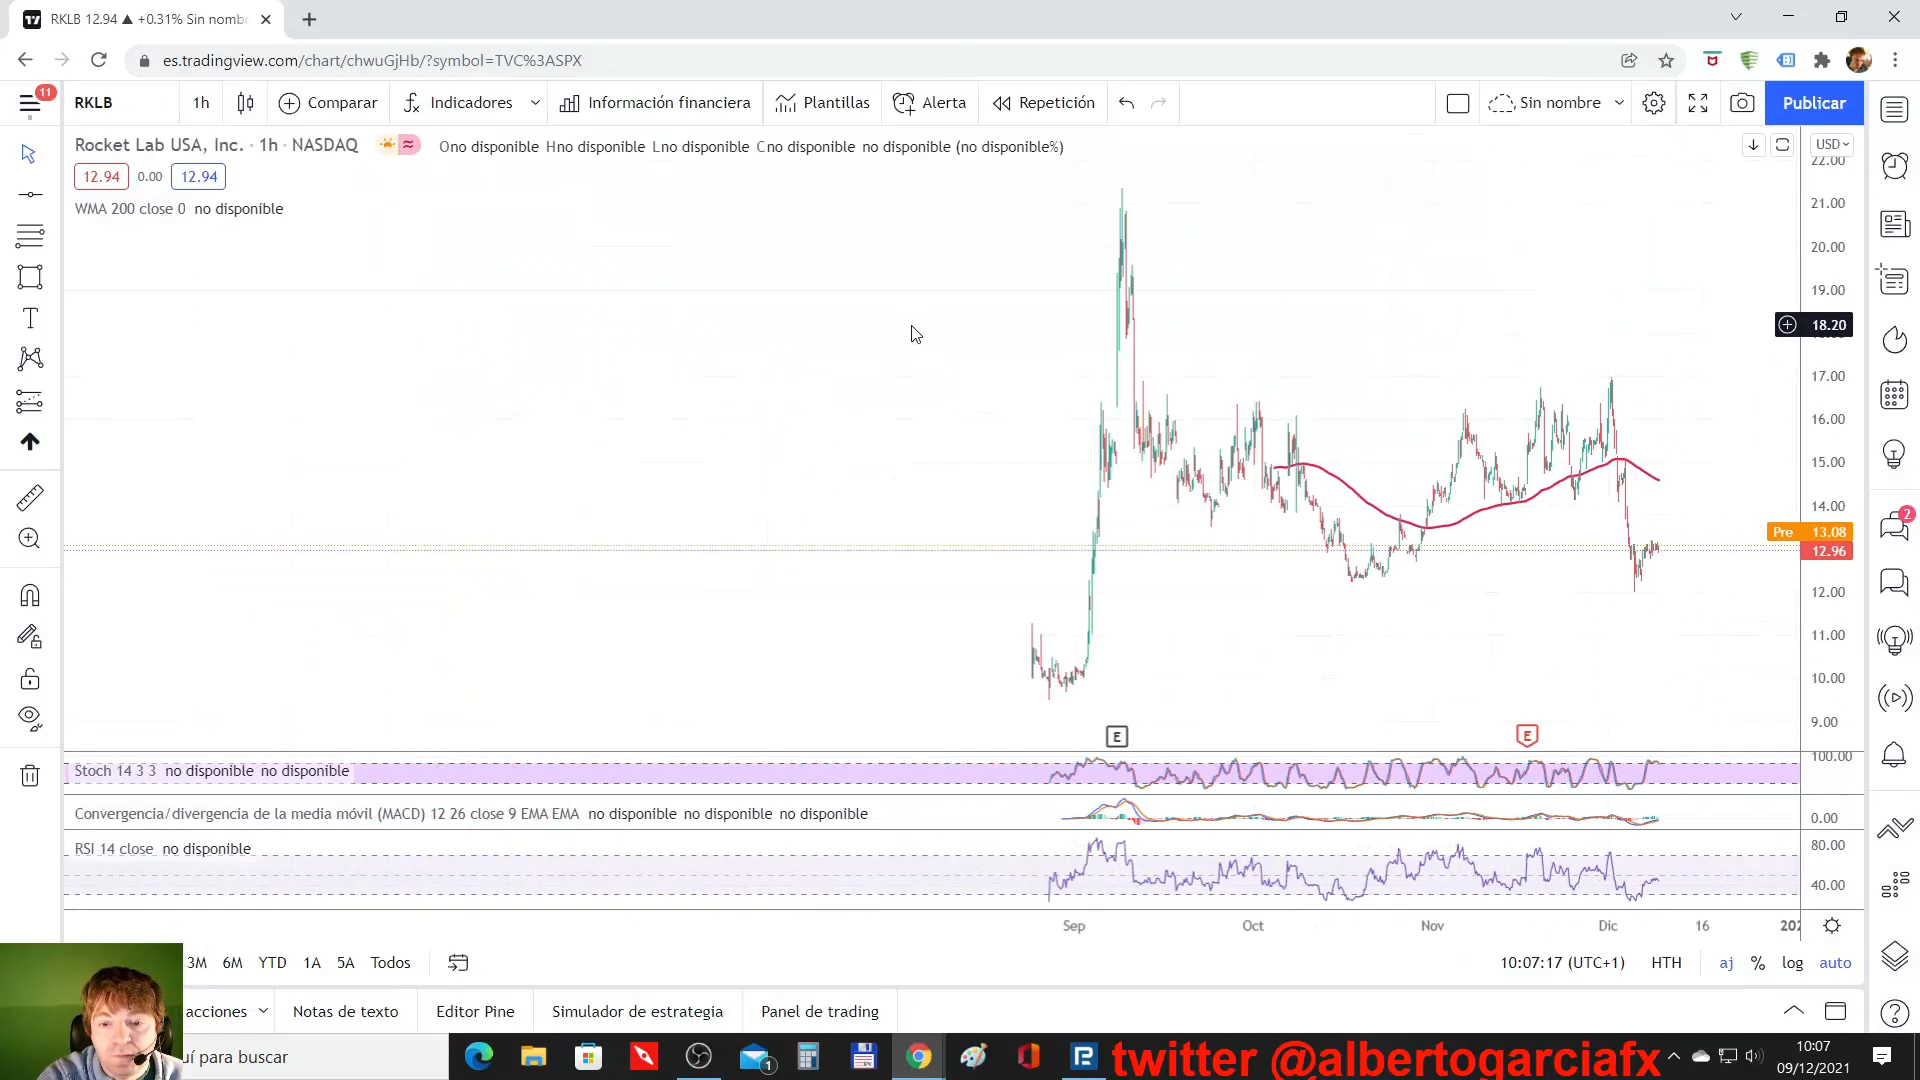 RKLB 12.94 ▲ +0.31% Sin nombr
es.tradingview.com/chart/chwuGjHb/?symbol=TVC%3ASPX
11
RKLB
1h
Comparar
Indicadores
Información financiera
Plantillas
Alerta
Repetición
Sin nombre
Publicar
Rocket Lab USA, Inc. · 1h · NASDAQ
Ono disponible Hno disponible Lno disponible Cno disponible no disponible (no disponible%)
USD
12.94 0.00 12.94
WMA 200 close 0 no disponible
22.00
21.00
20.00
19.00
18.20
17.00
16.00
15.00
14.00
Pre 13.08
12.96
12.00
11.00
10.00
9.00
2
E
E
Stoch 14 3 3 no disponible no disponible
100.00
Convergencia/divergencia de la media móvil (MACD) 12 26 close 9 EMA EMA no disponible no disponible no disponible
0.00
RSI 14 close no disponible
80.00
40.00
Sep
Oct
Nov
Dic
16
202
3M 6M YTD 1A 5A Todos
10:07:17 (UTC+1) HTH aj % log auto
acciones
Notas de texto
Editor Pine
Simulador de estrategia
Panel de trading
uí para buscar
1
twitter @albertogarciafx
10:07
09/12/2021